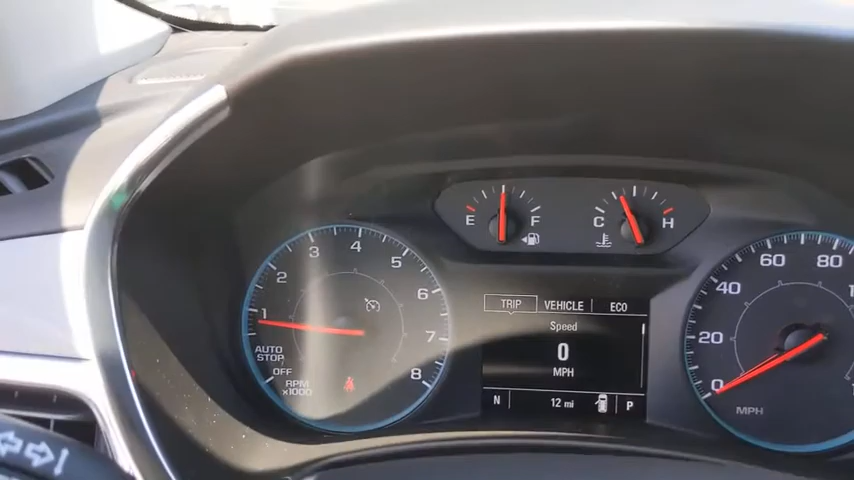 E F
C H
TRIP VEHICLE ECO
Speed
0
MPH
N 12 mi P
1 2 3 4 5 6 7 8
AUTO
STOP
OFF
RPM
x1000
0 20 40 60 80
MPH